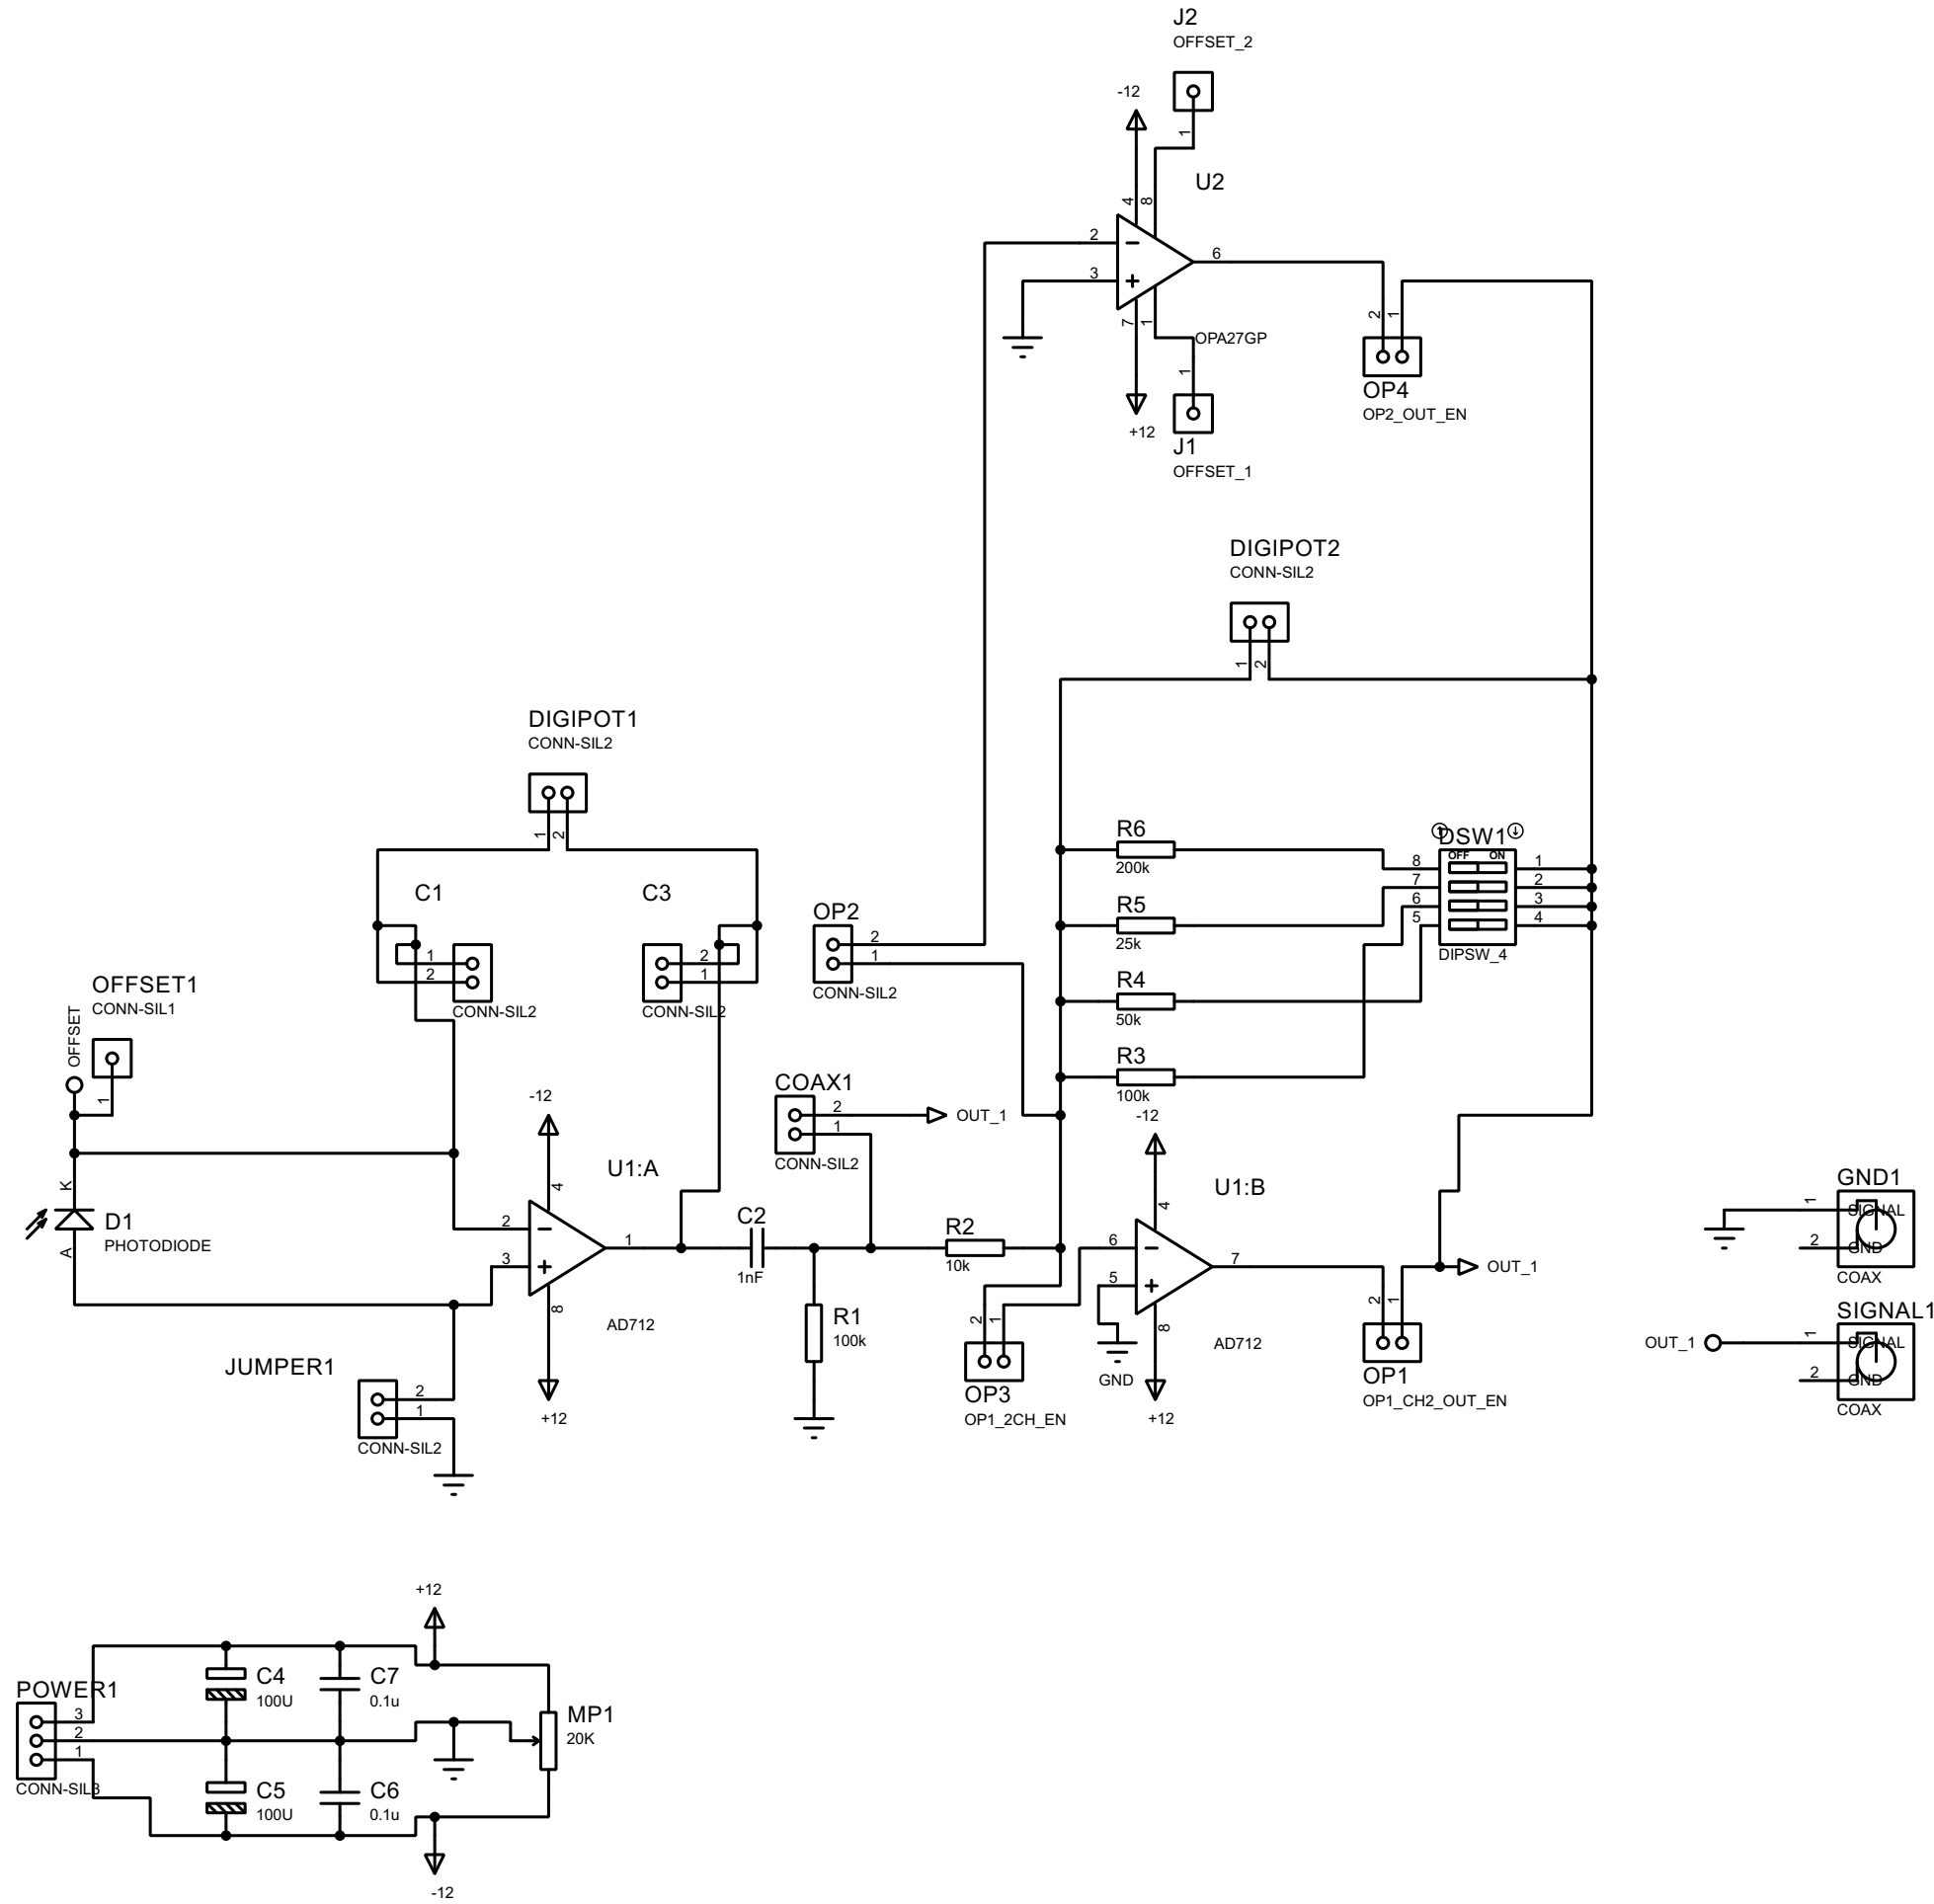 J2
OFFSET_2
1
-12
U2
4
8
2
3
6
7
1
OPA27GP
1
+12
J1
OFFSET_1
2
1
OP4
OP2_OUT_EN
DIGIPOT2
CONN-SIL2
1
2
DIGIPOT1
CONN-SIL2
1
2
C1
1
2
CONN-SIL2
C3
2
1
CONN-SIL2
OP2
2
1
CONN-SIL2
R6
200k
R5
25k
R4
50k
R3
100k
DSW1
OFF ON
8
7
6
5
1
2
3
4
DIPSW_4
OFFSET1
CONN-SIL1
OFFSET
1
K
A
D1
PHOTODIODE
-12
U1:A
4
2
3
1
8
AD712
+12
JUMPER1
2
1
CONN-SIL2
COAX1
2
1
CONN-SIL2
OUT_1
C2
1nF
R1
100k
R2
10k
2
1
OP3
OP1_2CH_EN
-12
U1:B
4
6
5
7
8
GND
AD712
+12
2
1
OP1
OP1_CH2_OUT_EN
OUT_1
GND1
1
SIGNAL
2
GND
COAX
SIGNAL1
OUT_1
1
SIGNAL
2
GND
COAX
POWER1
3
2
1
CONN-SIL3
+12
C4
100U
C7
0.1u
MP1
20K
C5
100U
C6
0.1u
-12